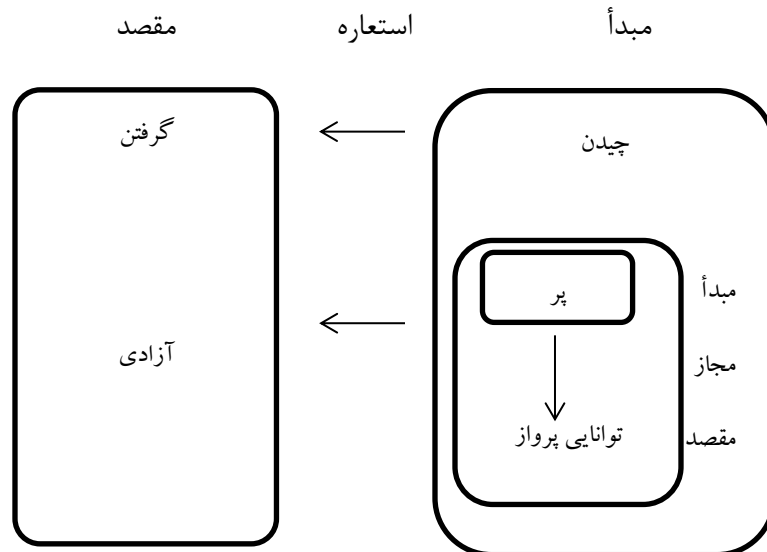 مبدأ استعاره مقصد
چیدن گرفتن
پر مبدأ
مجاز
آزادی
توانایی پرواز مقصد